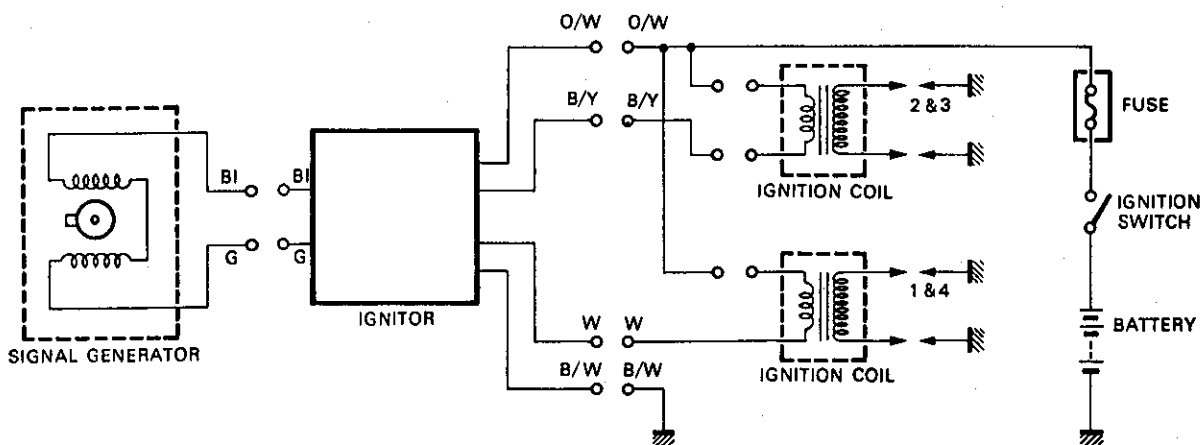 O/W O/W
B/Y B/Y
2 & 3
FUSE
BI BI
IGNITION COIL
IGNITION
SWITCH
G G
1 & 4
IGNITOR
W W
BATTERY
SIGNAL GENERATOR
IGNITION COIL
B/W B/W